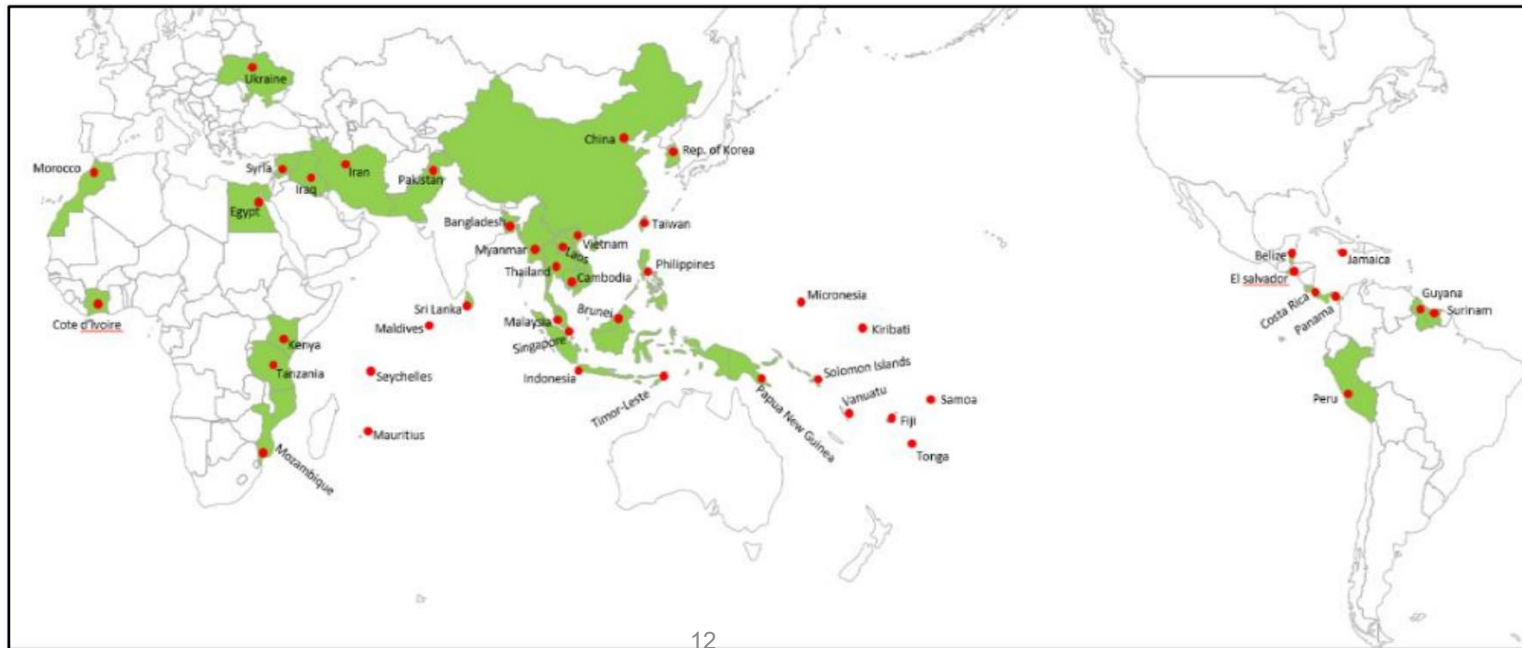 Ukraine
China
Rep. of Korea
Morocco
Syria
Iran
Iraq
Pakistan
Egypt
Bangladesh
Taiwan
Vietnam
Myanmar
Laos
Thailand
Cambodia
Philippines
Belize
Jamaica
El salvador
Costa Rica
Panama
Guyana
Surinam
Cote d'Ivoire
Sri Lanka
Maldives
Brunei
Malaysia
Singapore
Micronesia
Kiribati
Kenya
Tanzania
Seychelles
Indonesia
Timor-Leste
Papua New Guinea
Solomon Islands
Vanuatu
Samoa
Fiji
Tonga
Peru
Mauritius
Mozambique
12